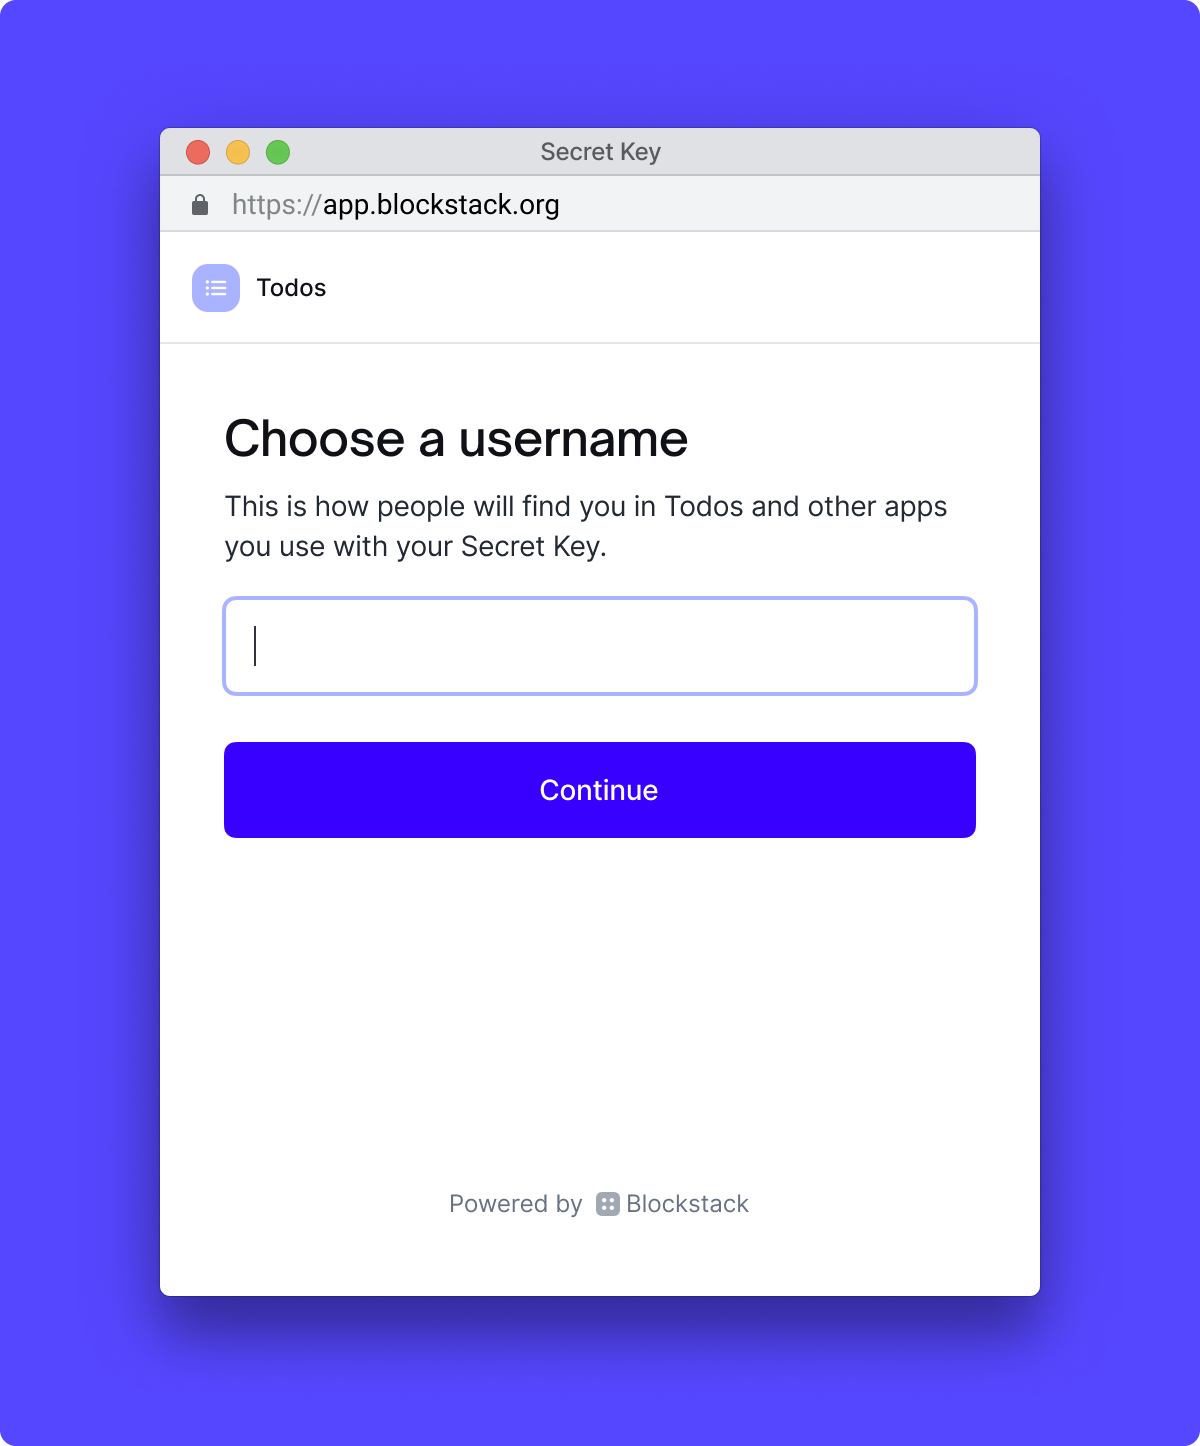 Secret Key
https://app.blockstack.org
Todos
Choose a username
This is how people will find you in Todos and other apps
you use with your Secret Key.
Continue
Powered by Blockstack